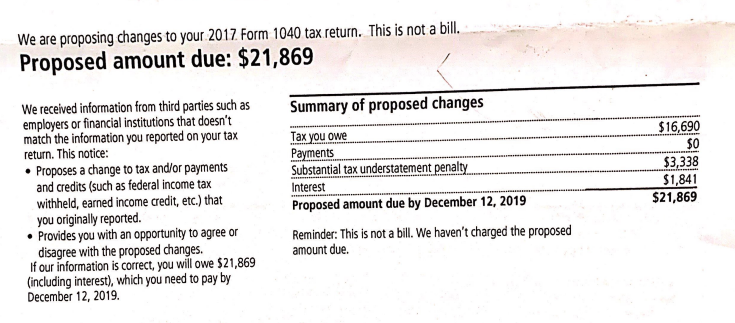 We are proposing changes to your 2017 Form 1040 tax return. This is not a bill.
Proposed amount due: $21,869
We received information from third parties such as
employers or financial institutions that doesn't
match the information you reported on your tax
return. This notice:
• Proposes a change to tax and/or payments
and credits (such as federal income tax
withheld, earned income credit, etc.) that
you originally reported.
• Provides you with an opportunity to agree or
disagree with the proposed changes.
If our information is correct, you will owe $21,869
(including interest), which you need to pay by
December 12, 2019.
Summary of proposed changes
Tax you owe $16,690
Payments $0
Substantial tax understatement penalty $3,338
Interest $1,841
Proposed amount due by December 12, 2019 $21,869
Reminder: This is not a bill. We haven't charged the proposed
amount due.